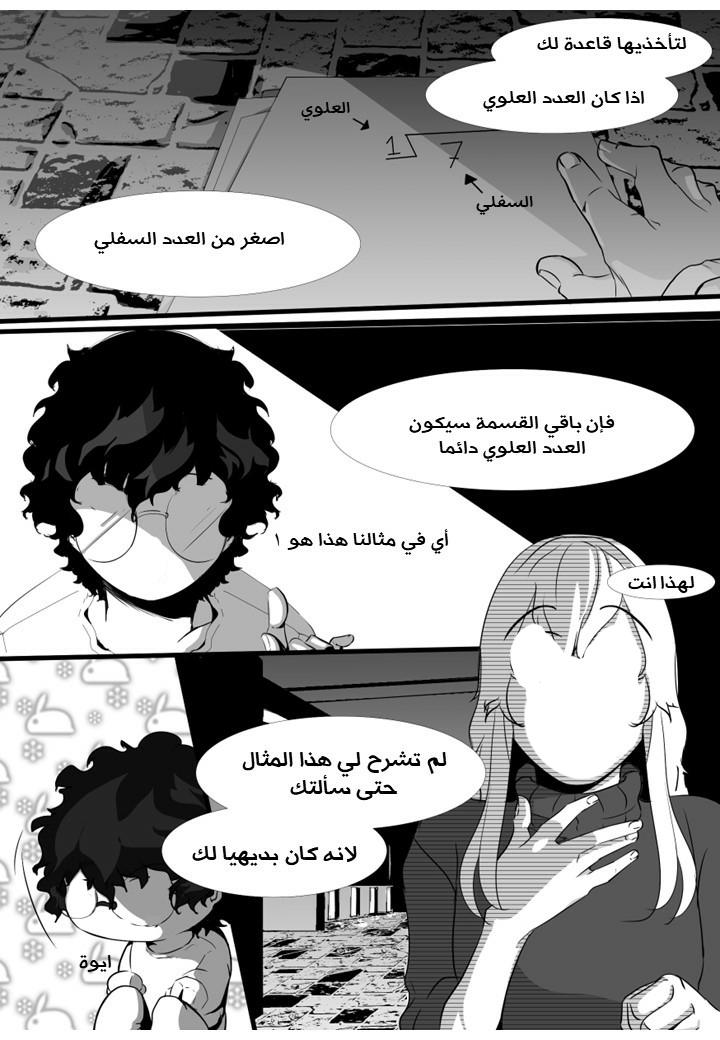 لتأخذيها قاعدة لك
اذا كان العدد العلوي
العلوي
1
7
السفلي
اصغر من العدد السفلي
فإن باقي القسمة سيكون
العدد العلوي دائما
أي في مثالنا هذا هو ١
لهذا انت
لم تشرح لي هذا المثال
حتى سألتك
لانه كان بديهيا لك
ايوة